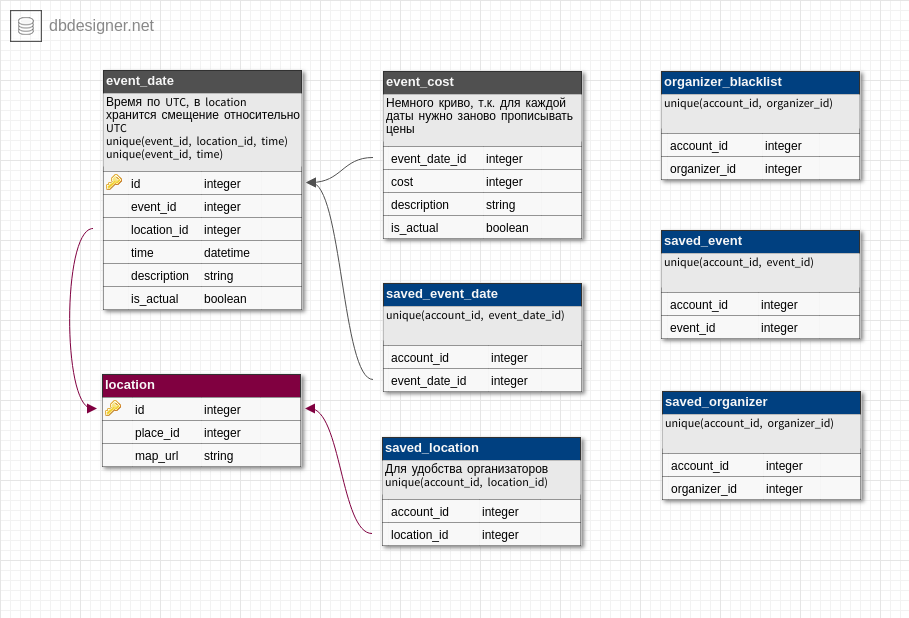 dbdesigner.net
event_date
Время по UTC, в location
хранится смещение относительно
UTC
unique(event_id, location_id, time)
unique(event_id, time)
id integer
event_id integer
location_id integer
time datetime
description string
is_actual boolean
location
id integer
place_id integer
map_url string
event_cost
Немного криво, т.к. для каждой
даты нужно заново прописывать
цены
event_date_id integer
cost integer
description string
is_actual boolean
saved_event_date
unique(account_id, event_date_id)
account_id integer
event_date_id integer
saved_location
Для удобства организаторов
unique(account_id, location_id)
account_id integer
location_id integer
organizer_blacklist
unique(account_id, organizer_id)
account_id integer
organizer_id integer
saved_event
unique(account_id, event_id)
account_id integer
event_id integer
saved_organizer
unique(account_id, organizer_id)
account_id integer
organizer_id integer